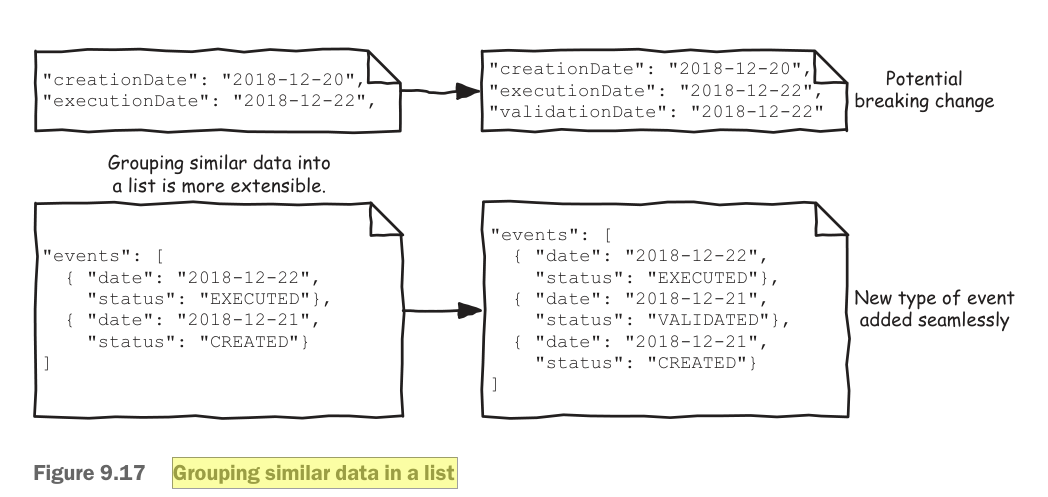 "creationDate": "2018-12-20",
"executionDate": "2018-12-22",
"creationDate": "2018-12-20",
"executionDate": "2018-12-22",
"validationDate": "2018-12-22"
Potential
breaking change
Grouping similar data into
a list is more extensible.
"events": [
{ "date": "2018-12-22",
"status": "EXECUTED"},
{ "date": "2018-12-21",
"status": "CREATED"}
]
"events": [
{ "date": "2018-12-22",
"status": "EXECUTED"},
{ "date": "2018-12-21",
"status": "VALIDATED"},
{ "date": "2018-12-21",
"status": "CREATED"}
]
New type of event
added seamlessly
Figure 9.17 Grouping similar data in a list